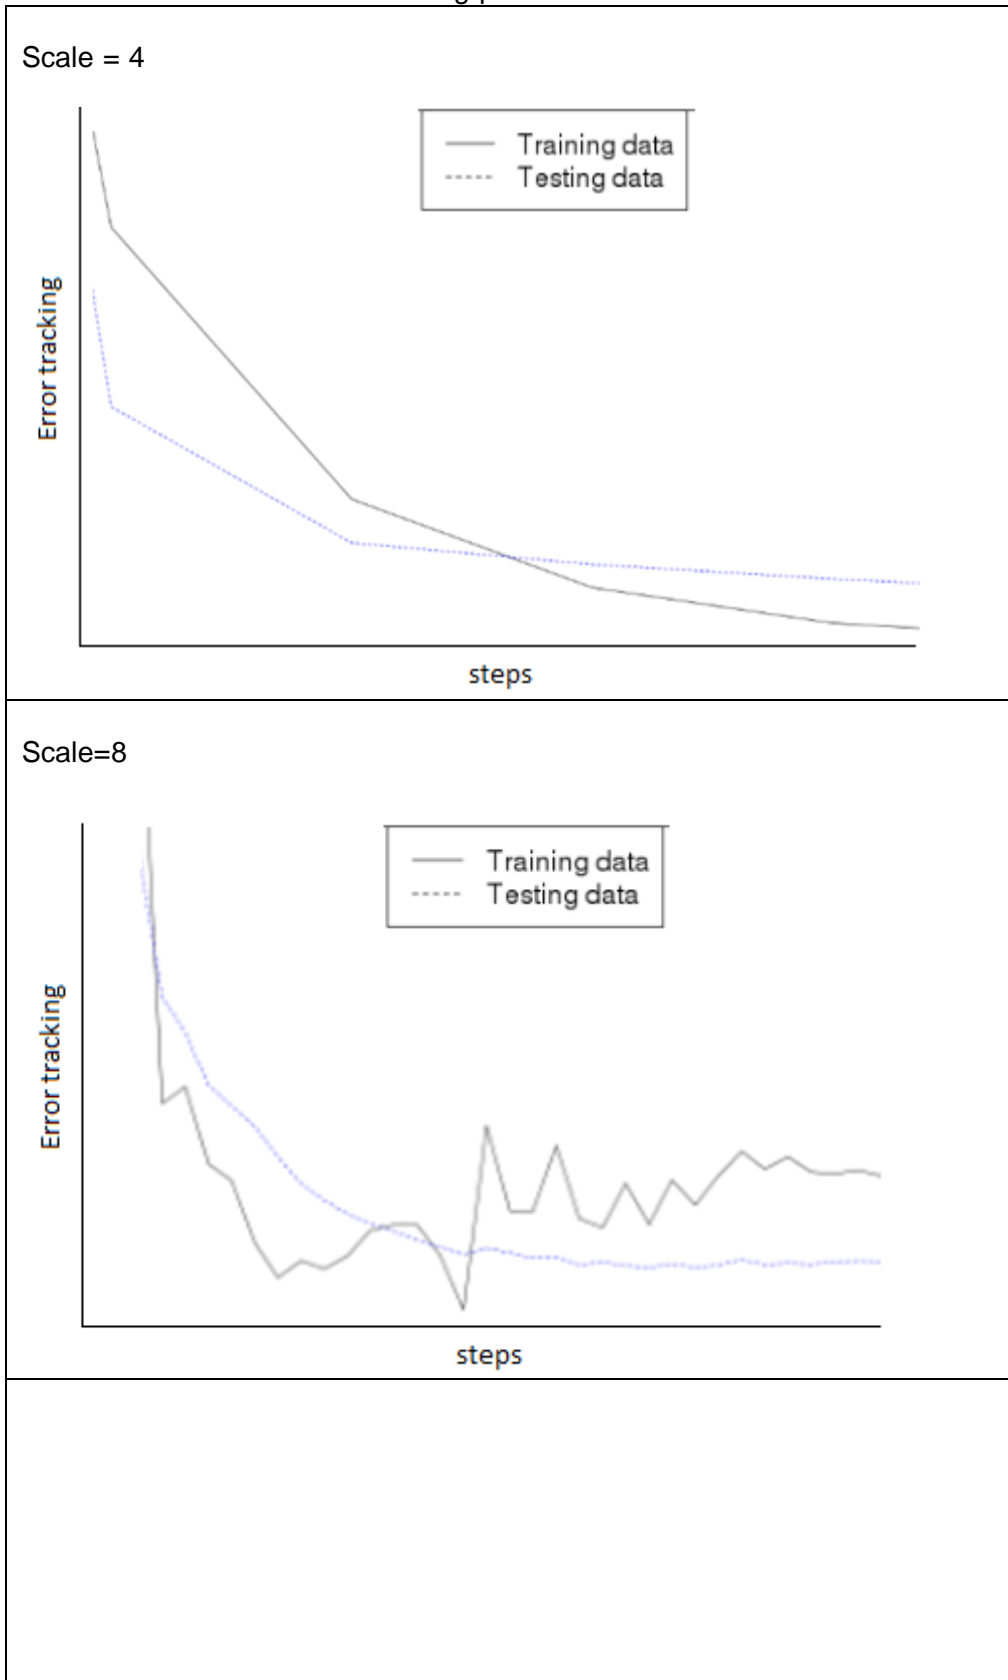 Scale = 4
Training data
Testing data
Error tracking
steps
Scale=8
Training data
Testing data
Error tracking
steps